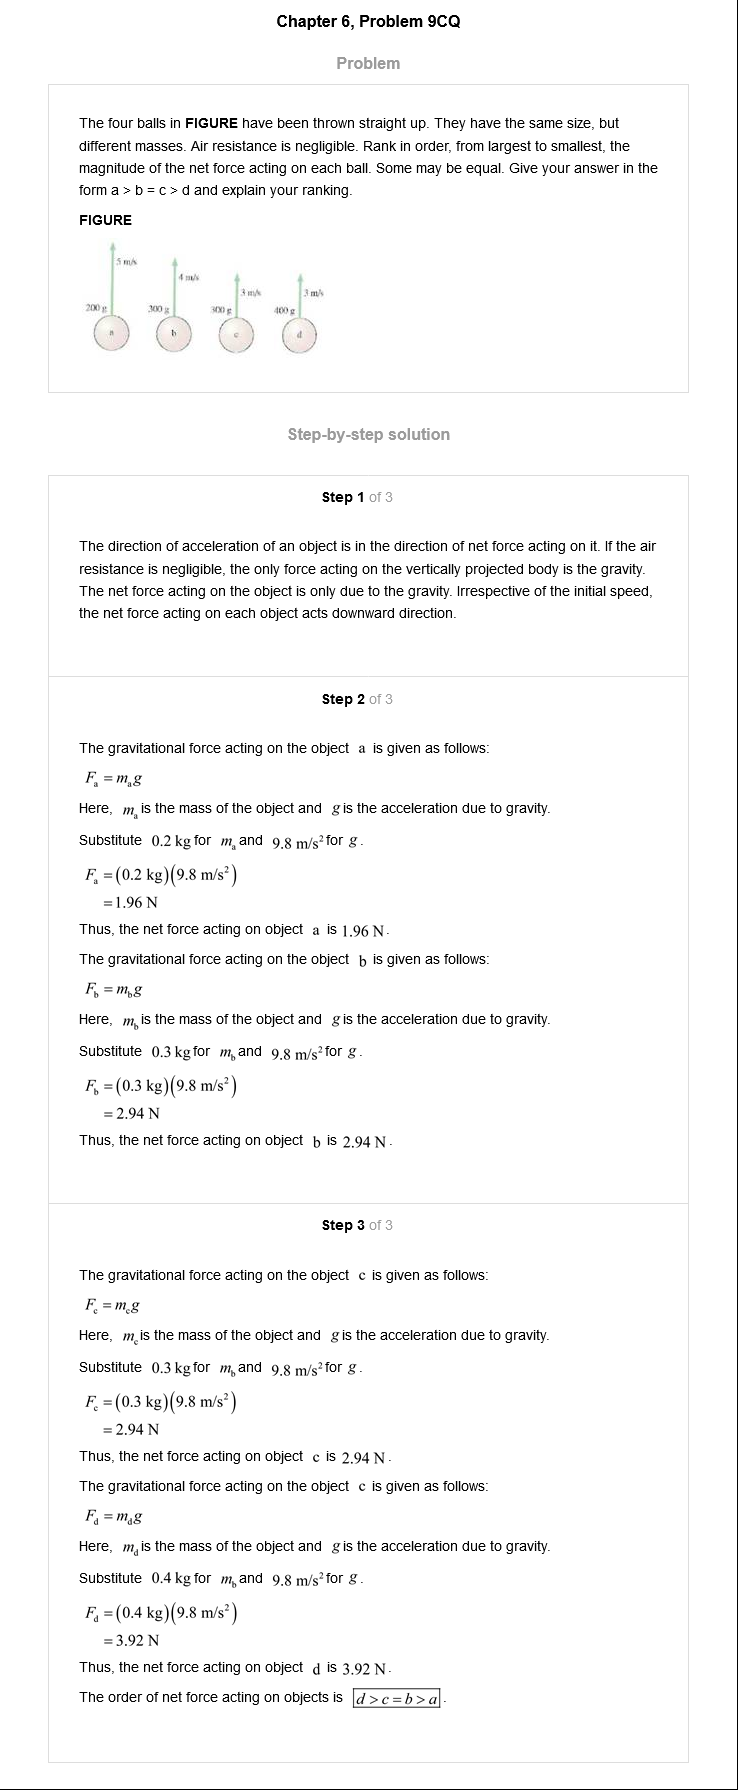 Chapter 6, Problem 9CQ
Problem
The four balls in FIGURE have been thrown straight up. They have the same size, but
different masses. Air resistance is negligible. Rank in order, from largest to smallest, the
magnitude of the net force acting on each ball. Some may be equal. Give your answer in the
form a > b = c > d and explain your ranking.
FIGURE
5 m/s
4 m/s
3 m/s
3 m/s
200 g
300 g
300 g
400 g
a
b
c
d
Step-by-step solution
Step 1 of 3
The direction of acceleration of an object is in the direction of net force acting on it. If the air
resistance is negligible, the only force acting on the vertically projected body is the gravity.
The net force acting on the object is only due to the gravity. Irrespective of the initial speed,
the net force acting on each object acts downward direction.
Step 2 of 3
The gravitational force acting on the object a is given as follows:
Fₐ = mₐg
Here, mₐ is the mass of the object and g is the acceleration due to gravity.
Substitute 0.2 kg for mₐ and 9.8 m/s² for g.
Fₐ = (0.2 kg)(9.8 m/s²)
= 1.96 N
Thus, the net force acting on object a is 1.96 N.
The gravitational force acting on the object b is given as follows:
F_b = m_b g
Here, m_b is the mass of the object and g is the acceleration due to gravity.
Substitute 0.3 kg for m_b and 9.8 m/s² for g.
F_b = (0.3 kg)(9.8 m/s²)
= 2.94 N
Thus, the net force acting on object b is 2.94 N.
Step 3 of 3
The gravitational force acting on the object c is given as follows:
F_c = m_c g
Here, m_c is the mass of the object and g is the acceleration due to gravity.
Substitute 0.3 kg for m_b and 9.8 m/s² for g.
F_c = (0.3 kg)(9.8 m/s²)
= 2.94 N
Thus, the net force acting on object c is 2.94 N.
The gravitational force acting on the object c is given as follows:
F_d = m_d g
Here, m_d is the mass of the object and g is the acceleration due to gravity.
Substitute 0.4 kg for m_b and 9.8 m/s² for g.
F_d = (0.4 kg)(9.8 m/s²)
= 3.92 N
Thus, the net force acting on object d is 3.92 N.
The order of net force acting on objects is d > c = b > a.